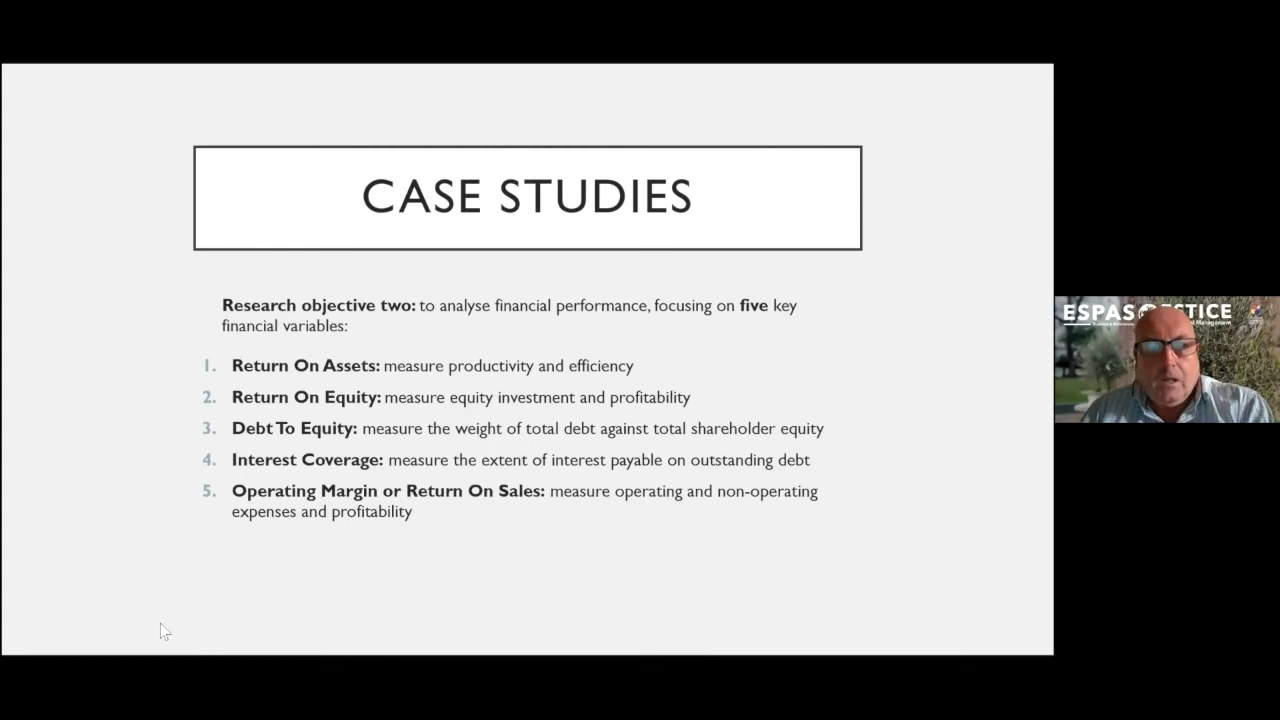 CASE STUDIES
Research objective two: to analyse financial performance, focusing on five key
financial variables:
1. Return On Assets: measure productivity and efficiency
2. Return On Equity: measure equity investment and profitability
3. Debt To Equity: measure the weight of total debt against total shareholder equity
4. Interest Coverage: measure the extent of interest payable on outstanding debt
5. Operating Margin or Return On Sales: measure operating and non-operating
expenses and profitability
ESPAS ESTICE
Management